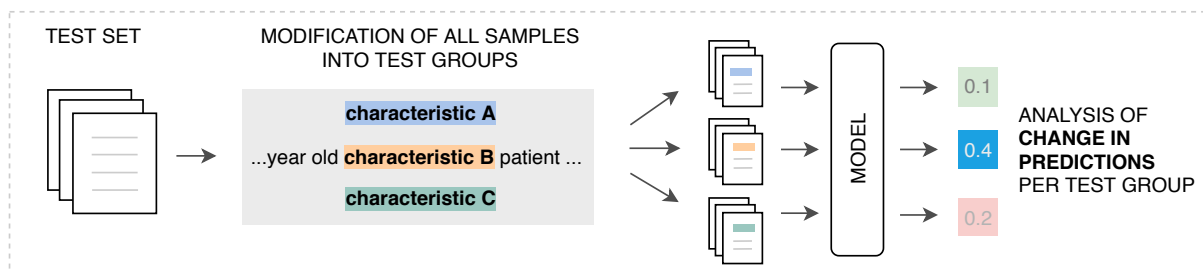 TEST SET
MODIFICATION OF ALL SAMPLES
INTO TEST GROUPS
characteristic A
...year old characteristic B patient ...
characteristic C
MODEL
0.1
0.4
0.2
ANALYSIS OF
CHANGE IN
PREDICTIONS
PER TEST GROUP